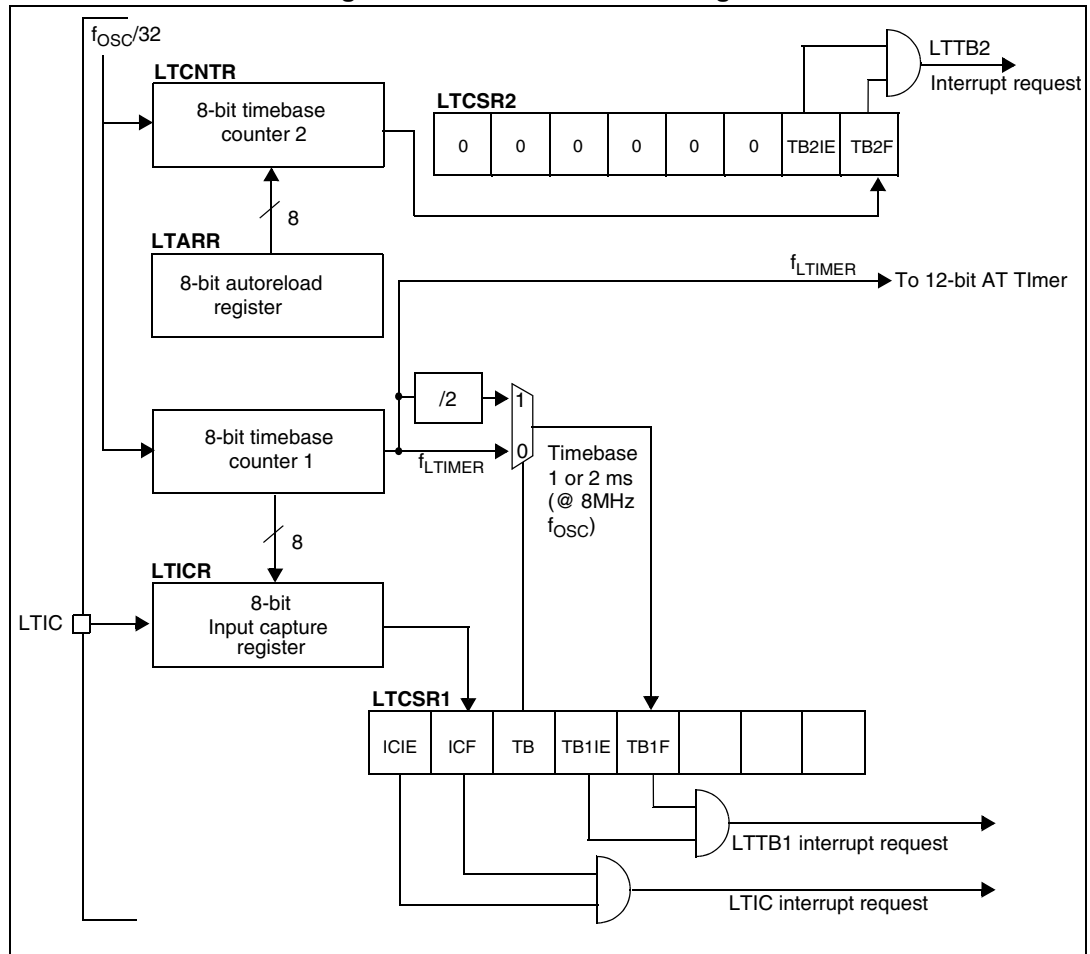 fOSC/32
LTCNTR
8-bit timebase
counter 2
LTTB2
Interrupt request
LTCSR2
0 0 0 0 0 0 TB2IE TB2F
8
LTARR
8-bit autoreload
register
fLTIMER
To 12-bit AT TImer
/2
1
8-bit timebase
counter 1
fLTIMER
0
Timebase
1 or 2 ms
(@ 8MHz
fOSC)
8
LTICR
LTIC
8-bit
Input capture
register
LTCSR1
ICIE ICF TB TB1IE TB1F
LTTB1 interrupt request
LTIC interrupt request